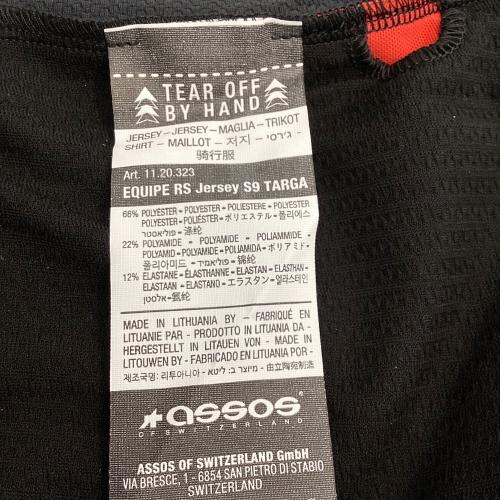 TEAR OFF
BY HAND
JERSEY-JERSEY-MAGLIA-TRIKOT
SHIRT - MAILLOT - 저지 - ג'רסי
骑行服
Art. 11.20.323
EQUIPE RS Jersey S9 TARGA
66% POLYESTER - POLYESTER - POLIESTERE - POLYESTER
POLYESTER - POLIÉSTER - ポリエステル - 폴리에스
פוליאסטר - 涤纶
22% POLYAMIDE - POLYAMIDE - POLIAMMIDE -
POLYAMID - POLYAMIDE - POLIAMIDA - ポリアミド -
폴리아미드 - פוליאמיד - 锦纶
12% ELASTANE - ÉLASTHANNE - ELASTAN - ELASTHAN-
ELASTAAN - ELASTANO - エラスタン - 엘라스테인
אלסטן - 氨纶
MADE IN LITHUANIA BY - FABRIQUÉ EN
LITUANIE PAR - PRODOTTO IN LITUANIA DA -
HERGESTELLT IN LITAUEN VON - MADE IN
LITOUWEN BY - FABRICADO EN LITUANIA POR -
제조국명: 리투아니아 - מיוצר ב: ליטא - 由立陶宛制造
assos
OF SWITZERLAND
ASSOS OF SWITZERLAND GmbH
VIA BRESCE, 1 - 6854 SAN PIETRO DI STABIO
SWITZERLAND